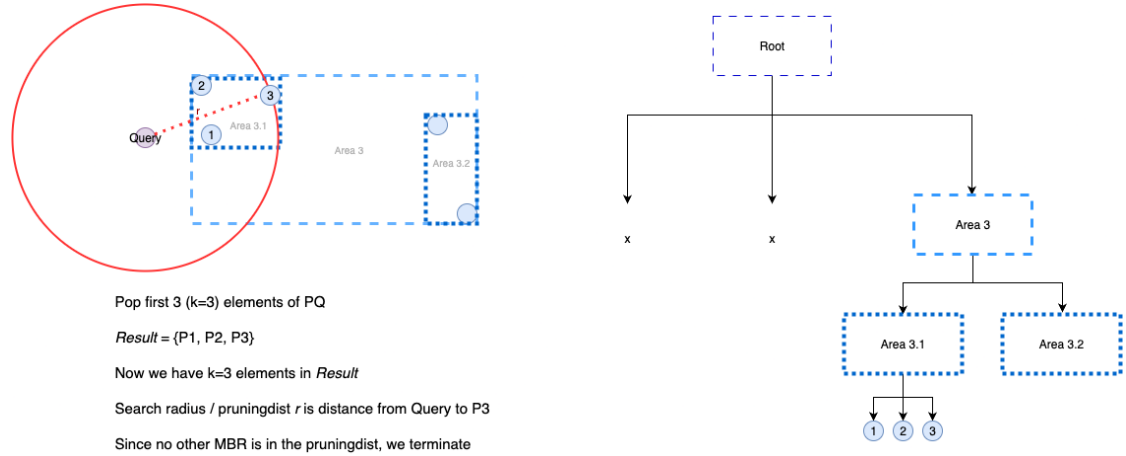 2
3
r
Query
1
Area 3.1
Area 3
Area 3.2
Pop first 3 (k=3) elements of PQ
Result = {P1, P2, P3}
Now we have k=3 elements in Result
Search radius / pruningdist r is distance from Query to P3
Since no other MBR is in the pruningdist, we terminate
Root
x x
Area 3
Area 3.1 Area 3.2
1 2 3